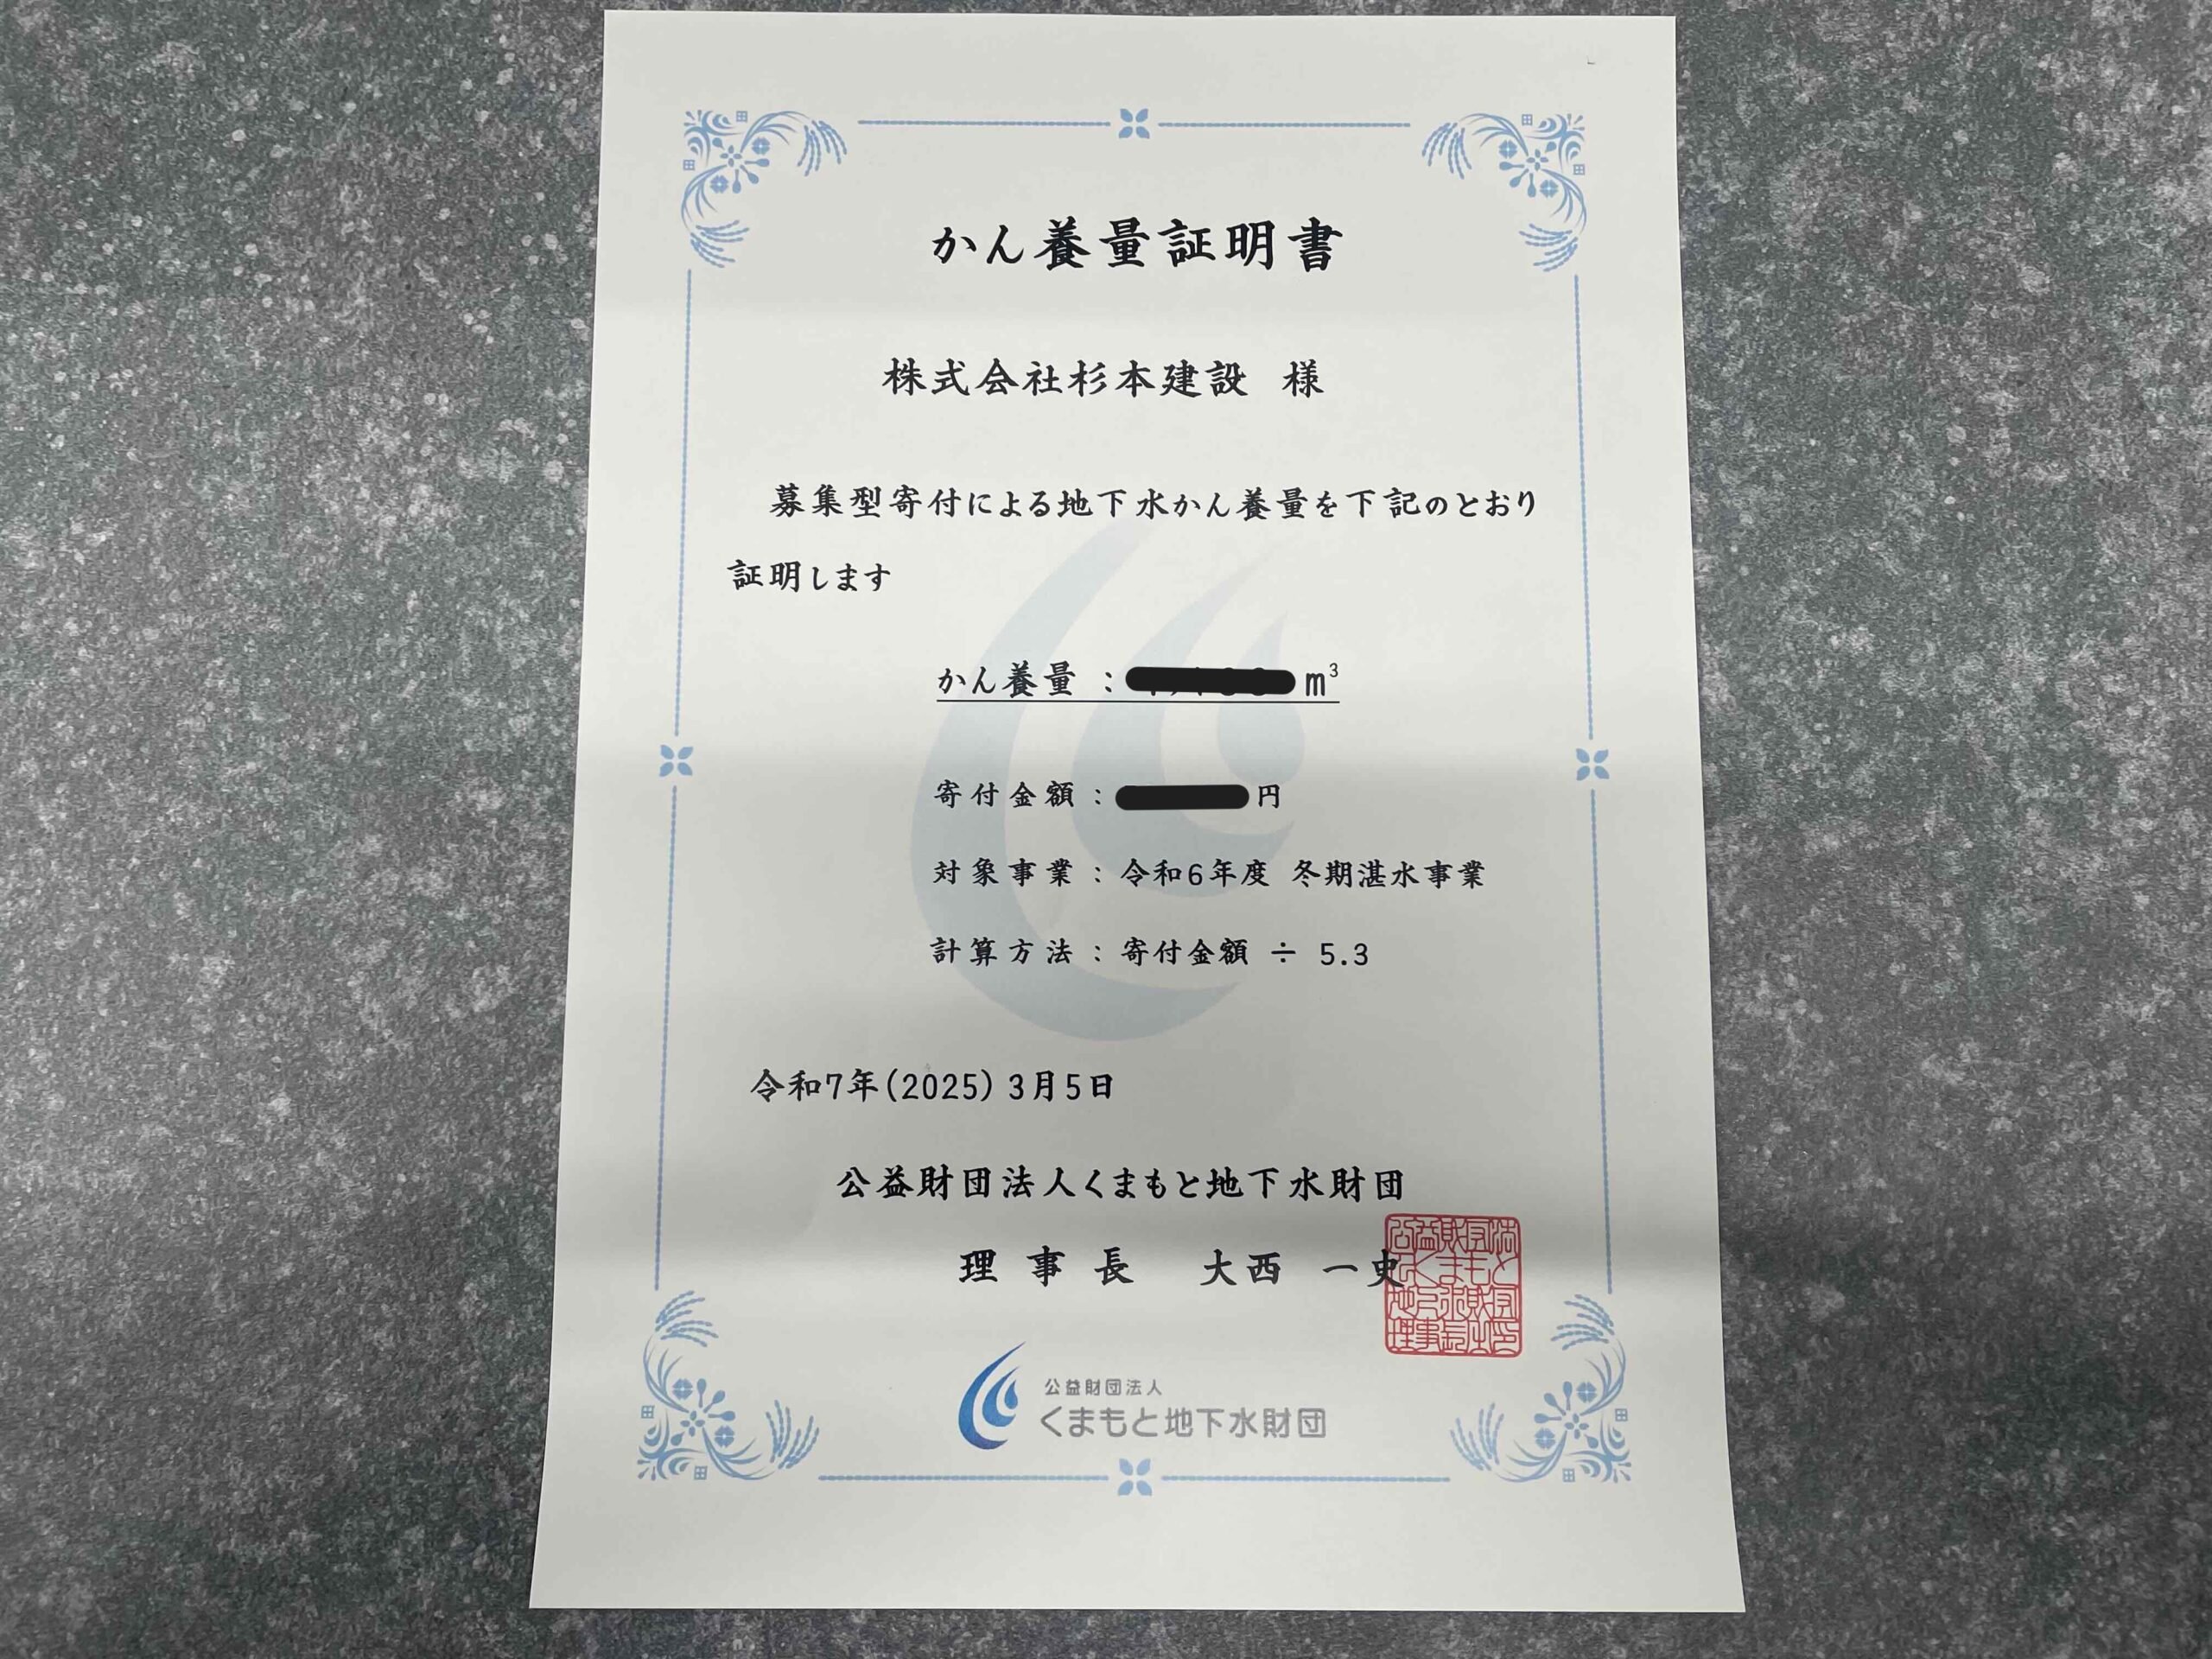 かん養量証明書
株式会社杉本建設 様
募集型寄付による地下水かん養量を下記のとおり
証明します
かん養量 : m³
寄付金額 : 円
対象事業 : 令和6年度 冬期湛水事業
計算方法 : 寄付金額 ÷ 5.3
令和7年(2025)3月5日
公益財団法人くまもと地下水財団
理事長 大西 一史
公益財団法人
くまもと地下水財団